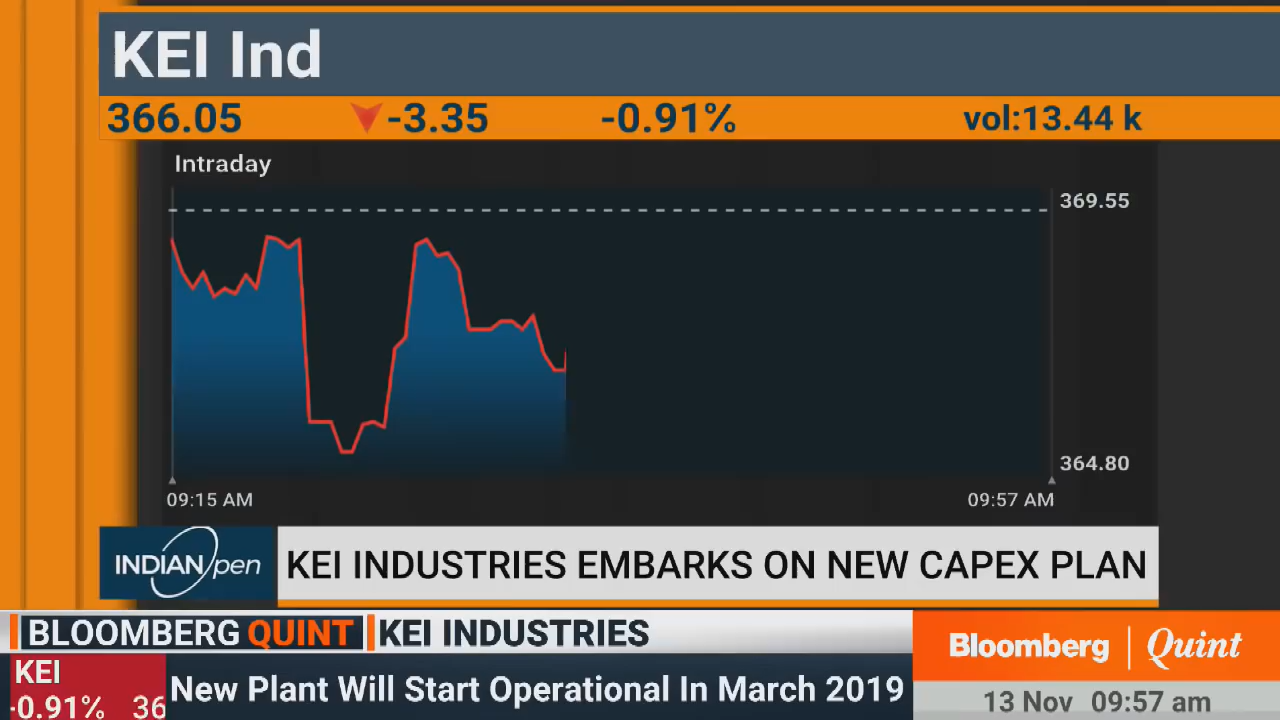 KEI Ind
366.05 -3.35 -0.91% vol:13.44 k
Intraday
369.55
364.80
09:15 AM 09:57 AM
INDIAN pen KEI INDUSTRIES EMBARKS ON NEW CAPEX PLAN
BLOOMBERG QUINT KEI INDUSTRIES
Bloomberg Quint
KEI
-0.91% 36
New Plant Will Start Operational In March 2019
13 Nov 09:57 am